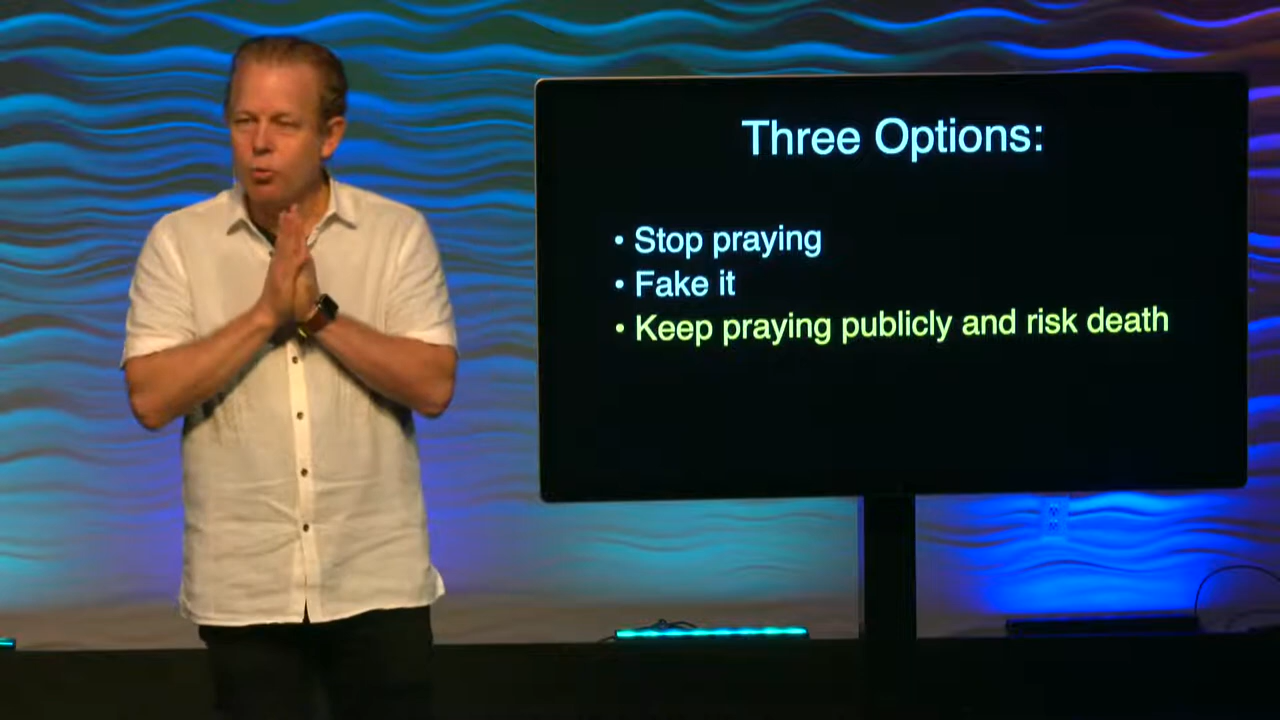 Three Options:
• Stop praying
• Fake it
• Keep praying publicly and risk death